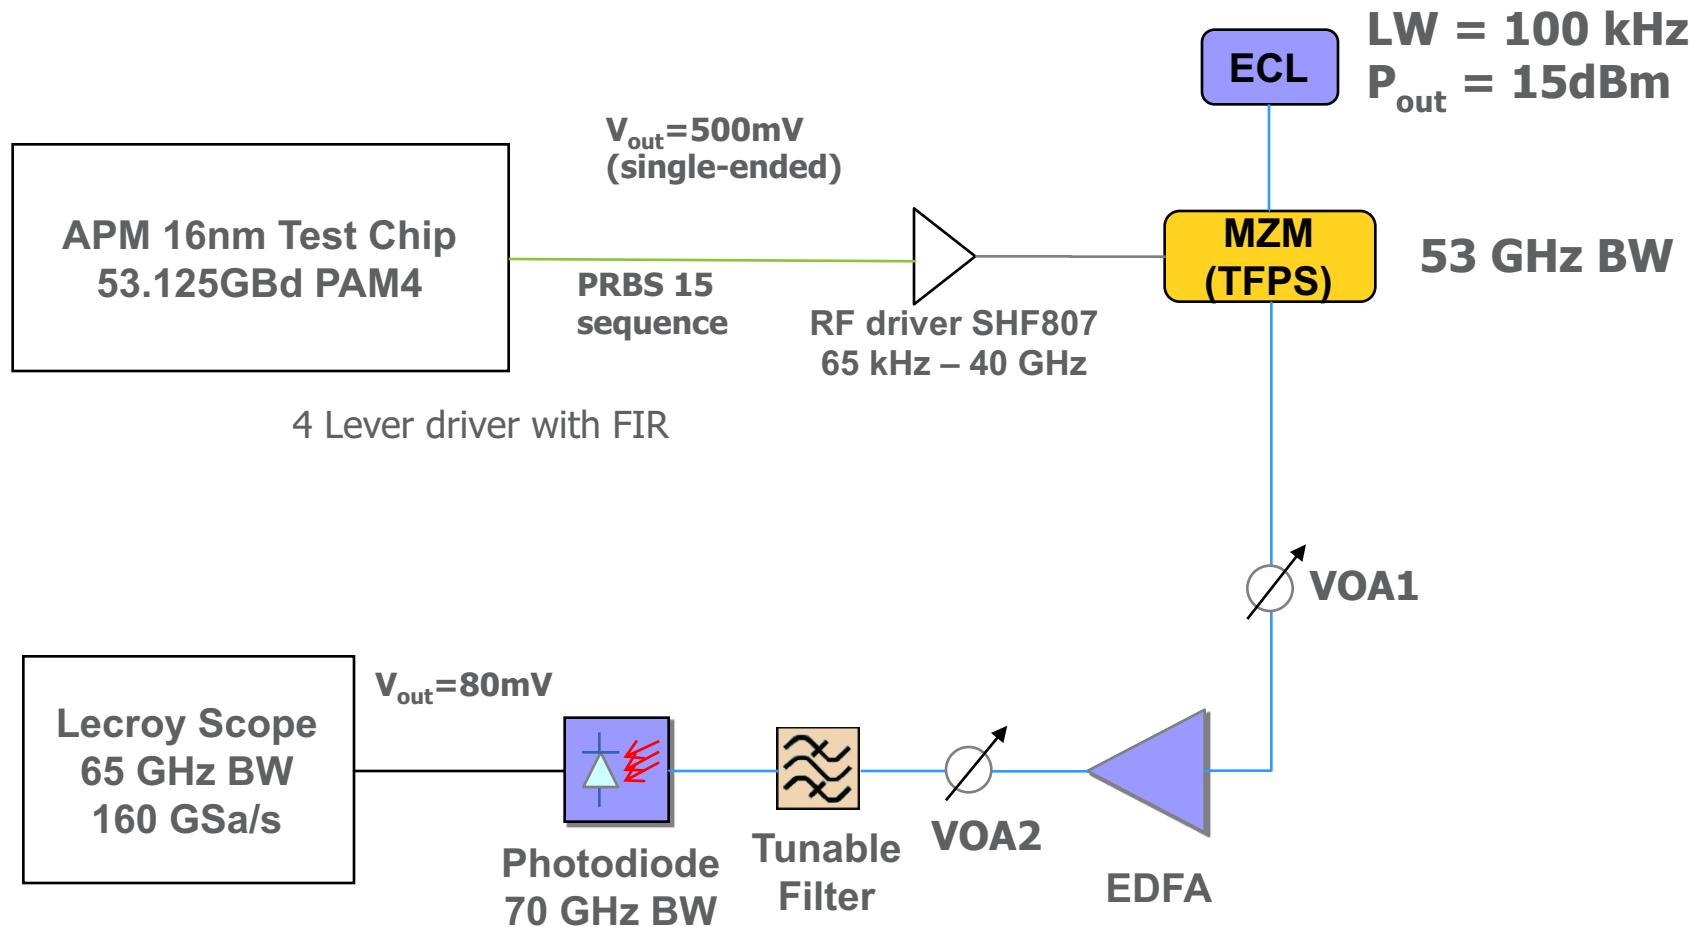 ECL
LW = 100 kHz
Pout = 15dBm
Vout=500mV
(single-ended)
APM 16nm Test Chip
53.125GBd PAM4
PRBS 15
sequence
RF driver SHF807
65 kHz – 40 GHz
MZM
(TFPS)
53 GHz BW
4 Lever driver with FIR
VOA1
Lecroy Scope
65 GHz BW
160 GSa/s
Vout=80mV
Photodiode
70 GHz BW
Tunable
Filter
VOA2
EDFA